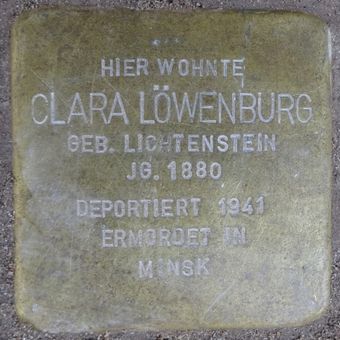 HIER WOHNTE
CLARA LÖWENBURG
GEB. LICHTENSTEIN
JG. 1880
DEPORTIERT 1941
ERMORDET IN
MINSK